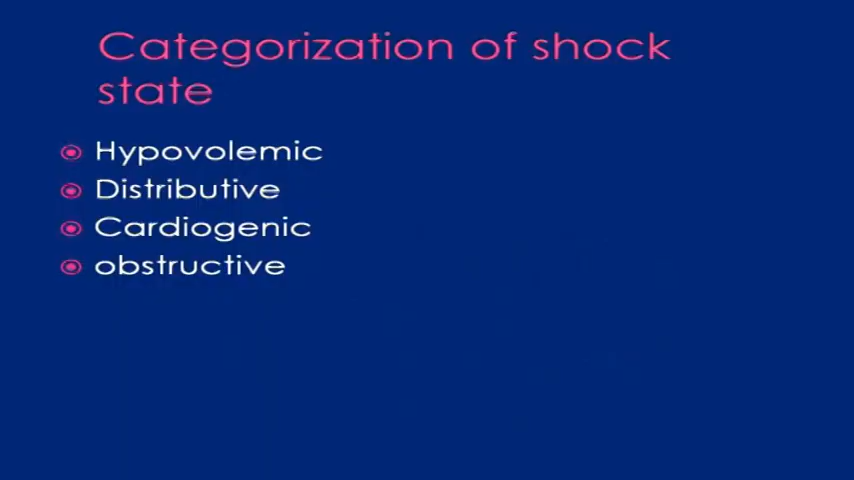 Categorization of shock
state
Hypovolemic
Distributive
Cardiogenic
obstructive